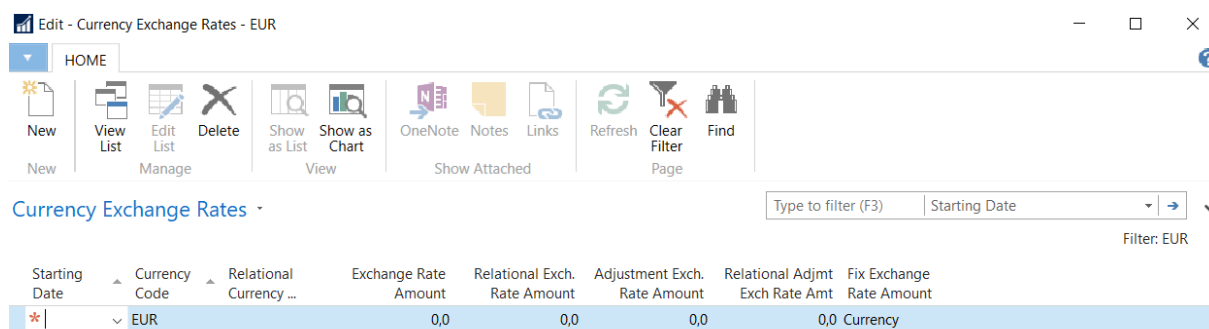 Edit - Currency Exchange Rates - EUR
HOME
New View List Edit List Delete Show as List Show as Chart OneNote Notes Links Refresh Clear Filter Find
New Manage View Show Attached Page
Currency Exchange Rates
Type to filter (F3) Starting Date
Filter: EUR
Starting Date Currency Code Relational Currency ... Exchange Rate Amount Relational Exch. Rate Amount Adjustment Exch. Rate Amount Relational Adjmt Exch Rate Amt Fix Exchange Rate Amount
* EUR 0,0 0,0 0,0 0,0 Currency